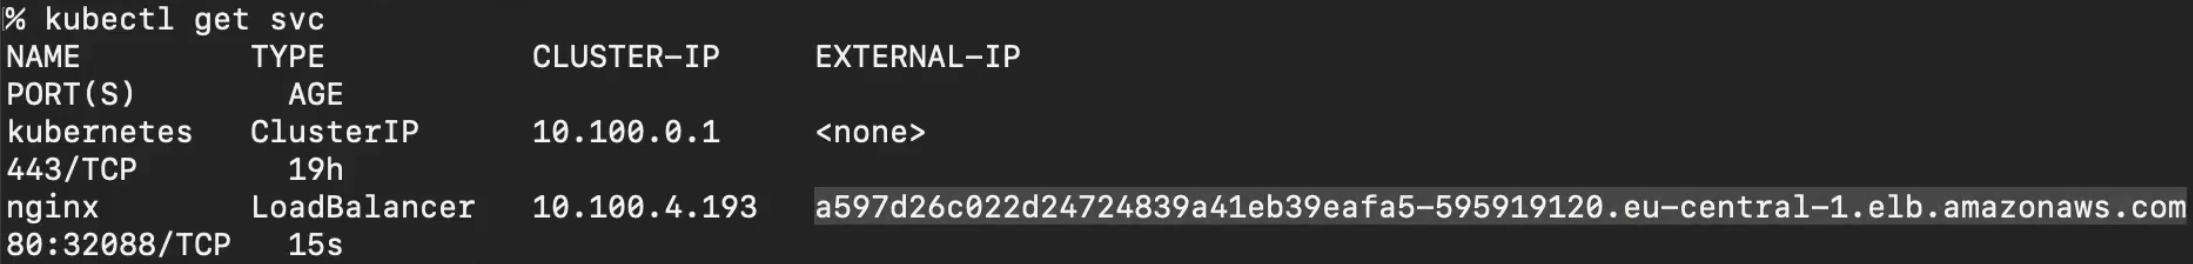 % kubectl get svc
NAME TYPE CLUSTER-IP EXTERNAL-IP
PORT(S) AGE
kubernetes ClusterIP 10.100.0.1 <none>
443/TCP 19h
nginx LoadBalancer 10.100.4.193 a597d26c022d24724839a41eb39eafa5-595919120.eu-central-1.elb.amazonaws.com
80:32088/TCP 15s